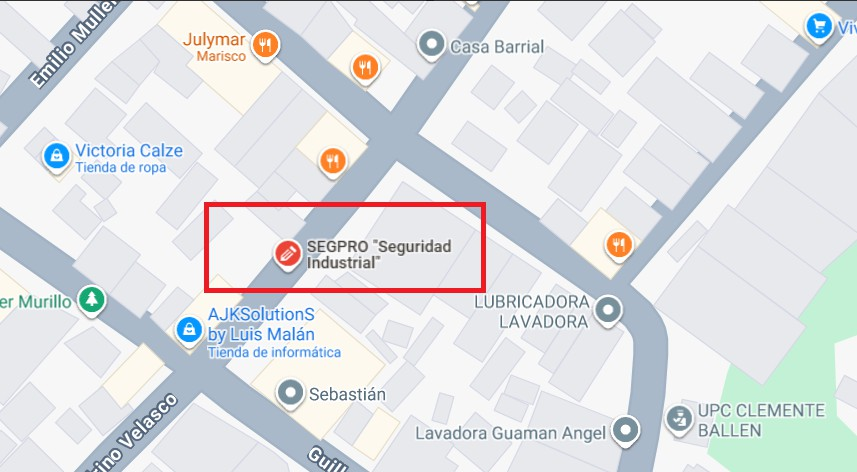 Emilio Mulle
Julymar
Marisco
Casa Barrial
Viv
Victoria Calze
Tienda de ropa
SEGPRO "Seguridad
Industrial"
er Murillo
AJKSolutionS
by Luis Malán
Tienda de informática
LUBRICADORA
LAVADORA
Sebastián
ino Velasco
Guill
Lavadora Guaman Angel
UPC CLEMENTE
BALLEN